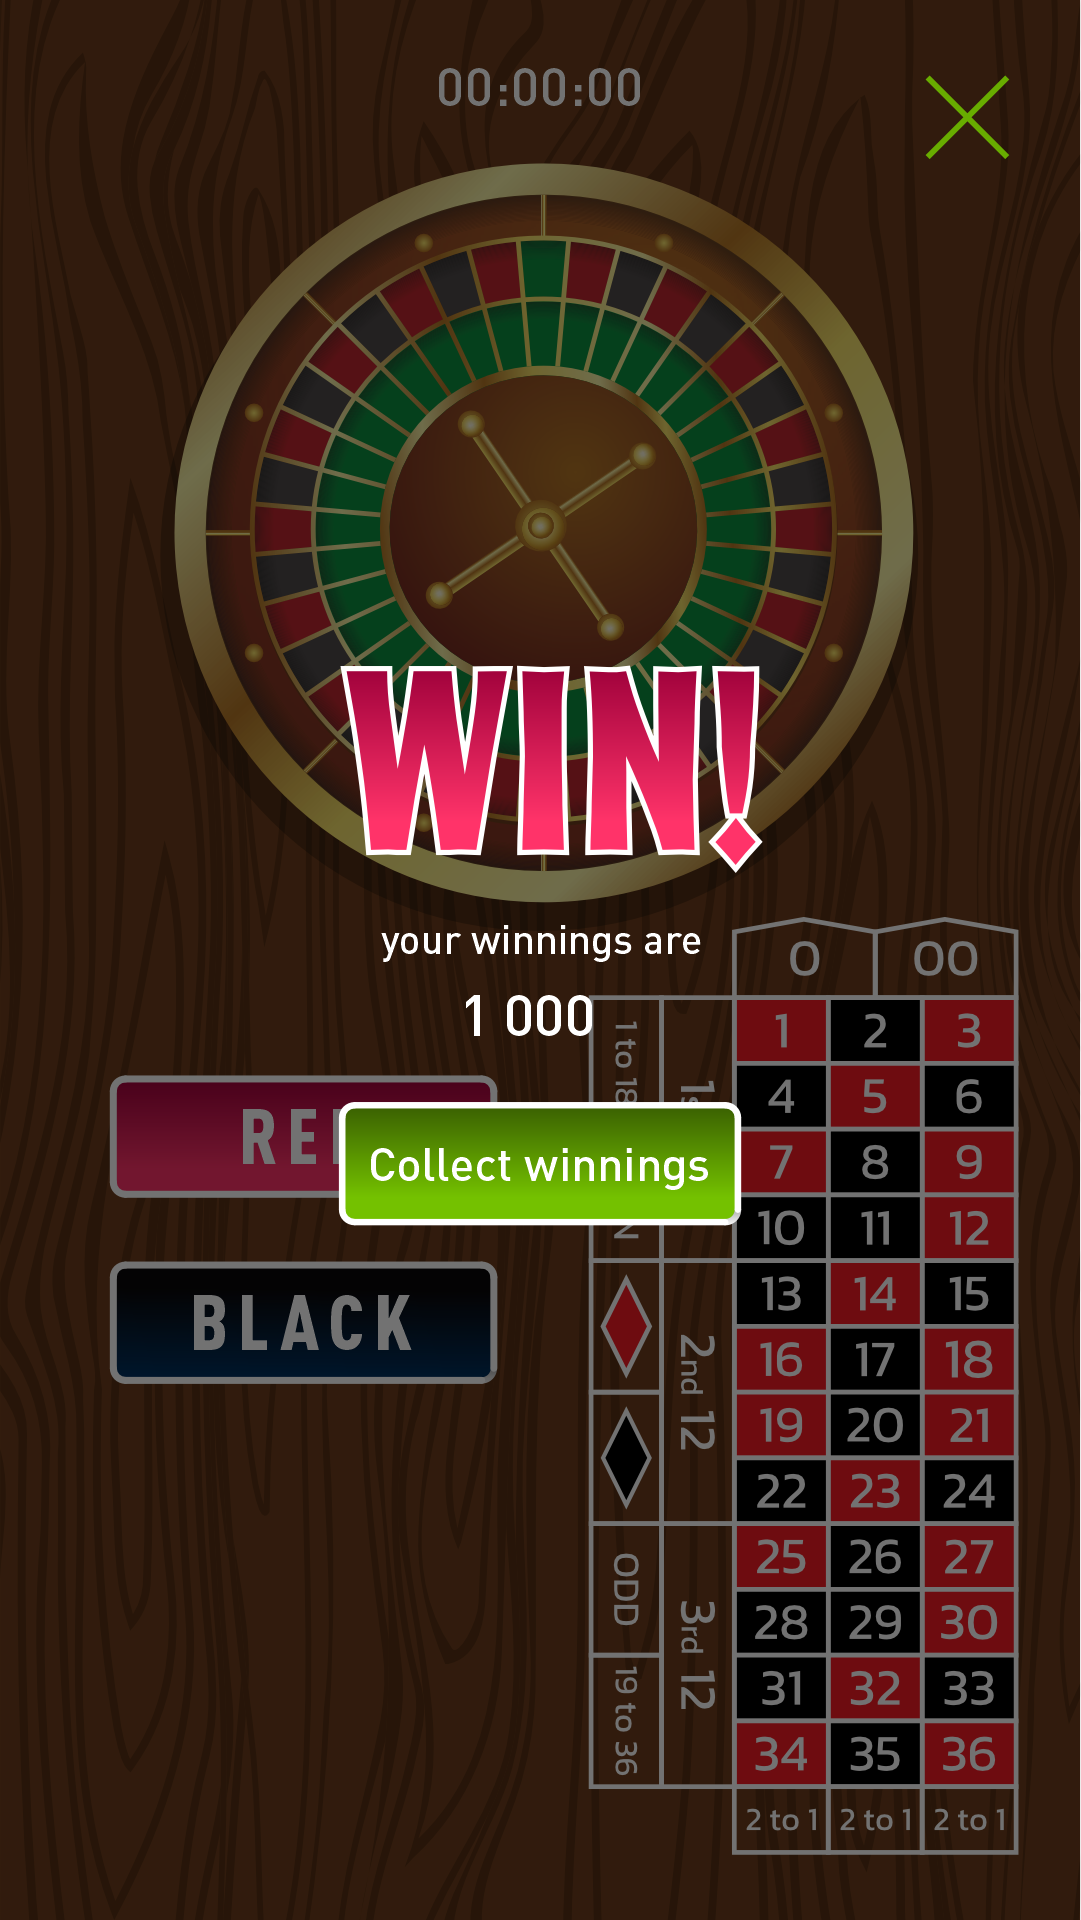 00:00:00
WIN!
your winnings are
1 000
0 00
1 to 18
1 2 3
4 5 6
RE
Collect winnings
7 8 9
10 11 12
BLACK
2nd 12
13 14 15
16 17 18
19 20 21
22 23 24
ODD
3rd 12
25 26 27
28 29 30
19 to 36
31 32 33
34 35 36
2 to 1 2 to 1 2 to 1